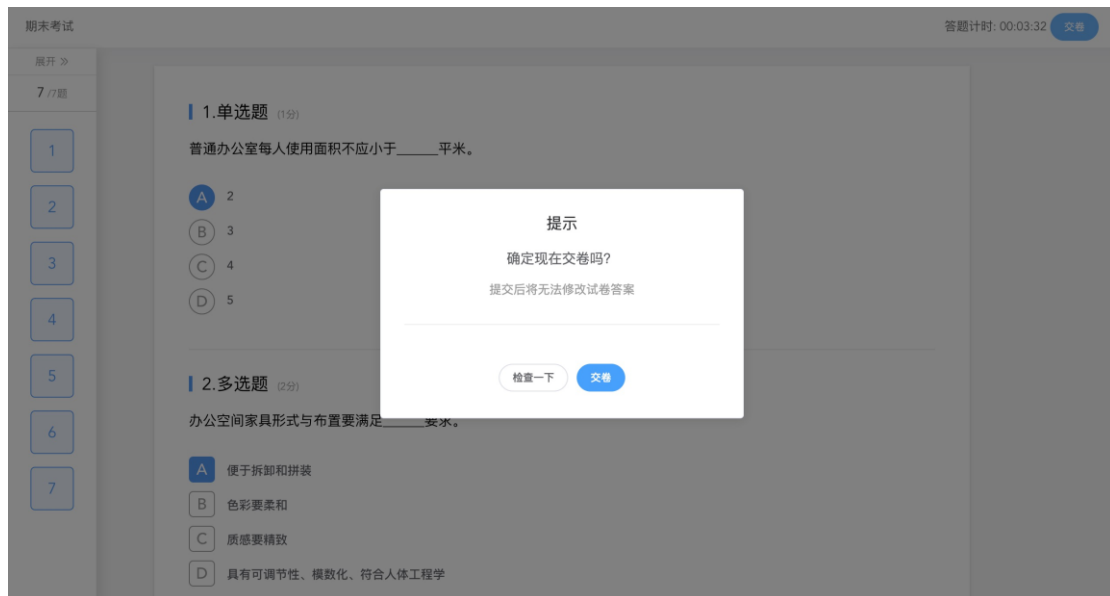 期末考试
答题计时: 00:03:32 交卷
展开 »
7 /7题
1
2
3
4
5
6
7
1.单选题 (1分)
普通办公室每人使用面积不应小于______平米。
A 2
B 3
C 4
D 5
提示
确定现在交卷吗?
提交后将无法修改试卷答案
检查一下 交卷
2.多选题 (2分)
办公空间家具形式与布置要满足______要求。
A 便于拆卸和拼装
B 色彩要柔和
C 质感要精致
D 具有可调节性、模数化、符合人体工程学